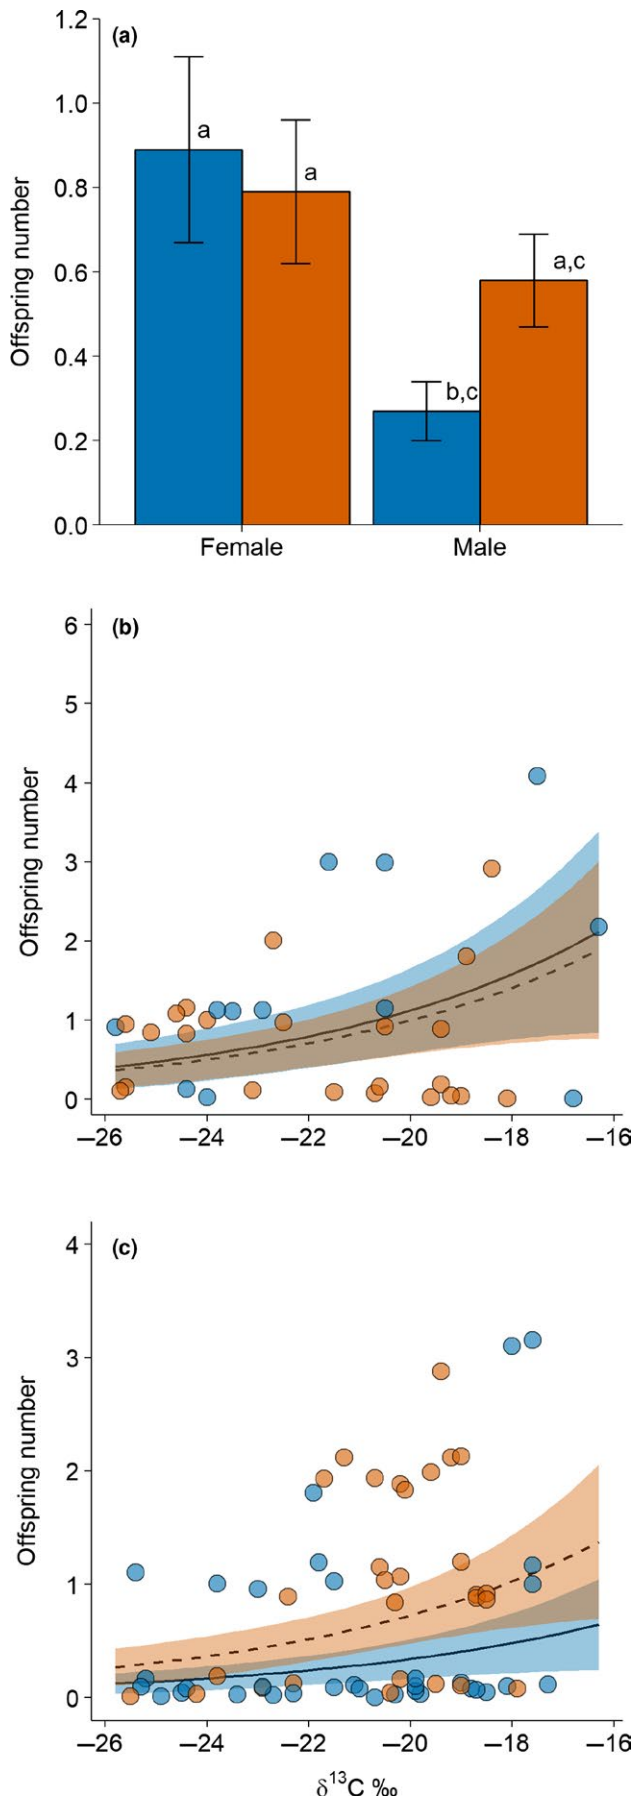 (a)
1.2
1.0
0.8
0.6
0.4
0.2
0.0
Offspring number
a
a
b,c
a,c
Female Male
(b)
6
5
4
3
2
1
0
Offspring number
–26 –24 –22 –20 –18 –16
(c)
4
3
2
1
0
Offspring number
–26 –24 –22 –20 –18 –16
δ¹³C ‰